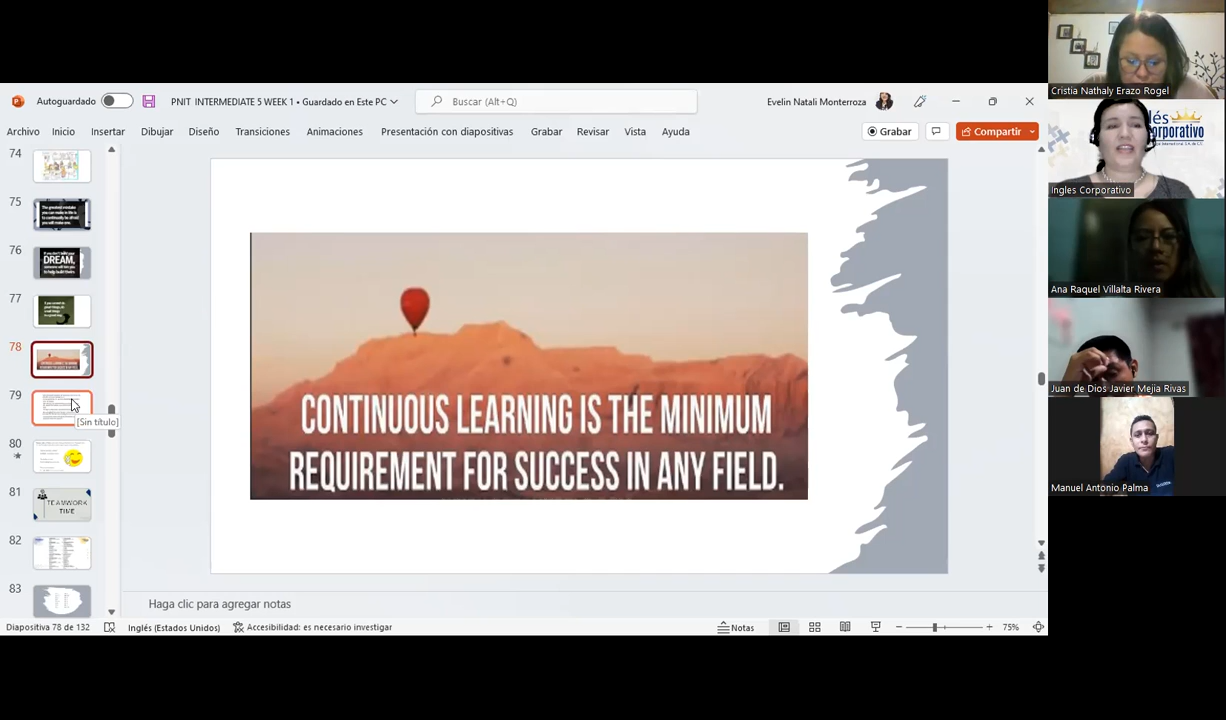 Autoguardado
PNIT INTERMEDIATE 5 WEEK 1 • Guardado en Este PC
Buscar (Alt+Q)
Evelin Natali Monterroza
Archivo Inicio Insertar Dibujar Diseño Transiciones Animaciones Presentación con diapositivas Grabar Revisar Vista Ayuda
Grabar
Compartir
74
75
76
DREAM,
77
78
79
[Sin título]
80
81
TEAMWORK
TIME
82
83
CONTINUOUS LEARNING IS THE MINIMUM
REQUIREMENT FOR SUCCESS IN ANY FIELD.
Haga clic para agregar notas
Diapositiva 78 de 132
Inglés (Estados Unidos)
Accesibilidad: es necesario investigar
Notas
75%
Cristia Nathaly Erazo Rogel
Ingles Corporativo
Ana Raquel Villalta Rivera
Juan de Dios Javier Mejia Rivas
Manuel Antonio Palma